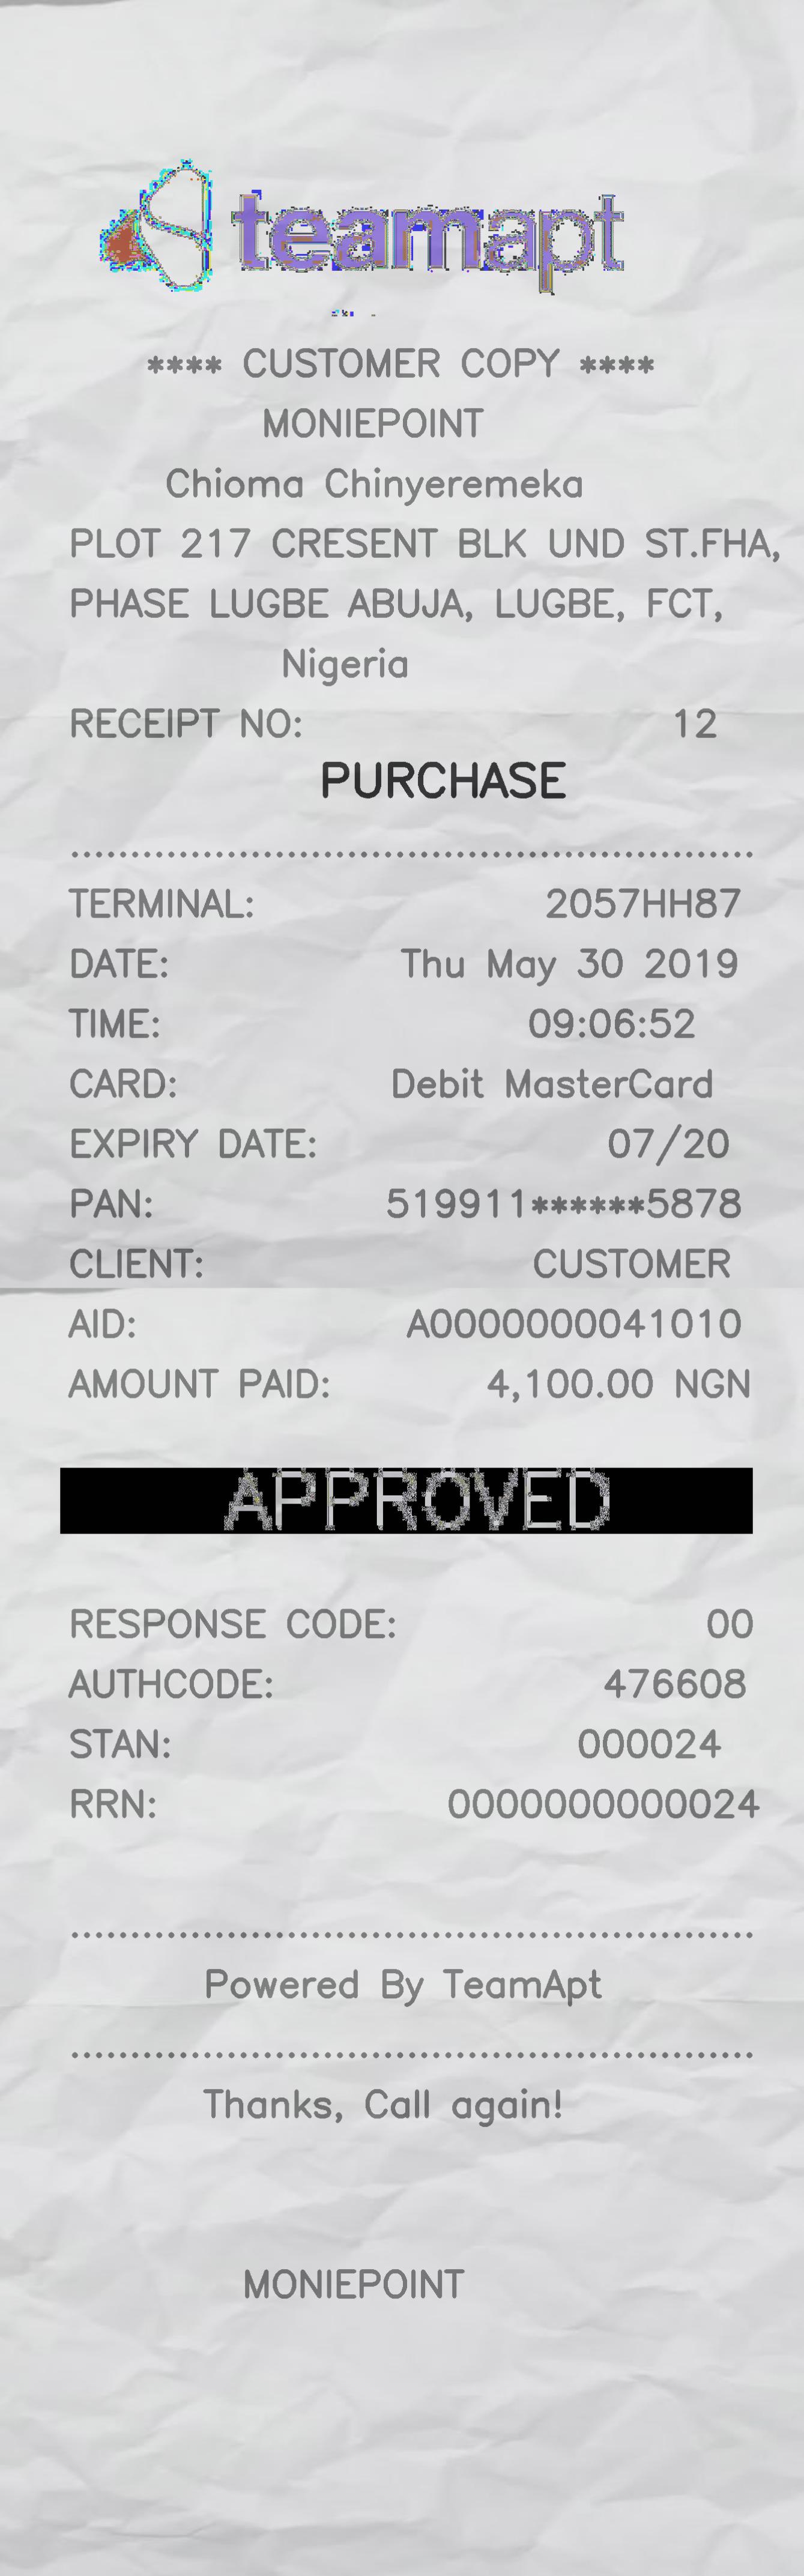 teamapt
**** CUSTOMER COPY ****
MONIEPOINT
Chioma Chinyeremeka
PLOT 217 CRESENT BLK UND ST.FHA,
PHASE LUGBE ABUJA, LUGBE, FCT,
Nigeria
RECEIPT NO: 12
PURCHASE
TERMINAL: 2057HH87
DATE: Thu May 30 2019
TIME: 09:06:52
CARD: Debit MasterCard
EXPIRY DATE: 07/20
PAN: 519911******5878
CLIENT: CUSTOMER
AID: A0000000041010
AMOUNT PAID: 4,100.00 NGN
APPROVED
RESPONSE CODE: 00
AUTHCODE: 476608
STAN: 000024
RRN: 0000000000024
Powered By TeamApt
Thanks, Call again!
MONIEPOINT